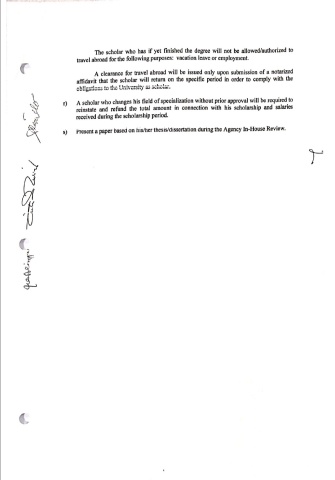 The scholar who has if yet finished the degree will not be allowed/authorized to
travel abroad for the following purposes: vacation leave or employment.
A clearance for travel abroad will be issued only upon submission of a notarized
affidavit that the scholar will return on the specific period in order to comply with the
obligations to the University as scholar.
r) A scholar who changes his field of specialization without prior approval will be required to
reinstate and refund the total amount in connection with his scholarship and salaries
received during the scholarship period.
s) Present a paper based on his/her thesis/dissertation during the Agency In-House Review.